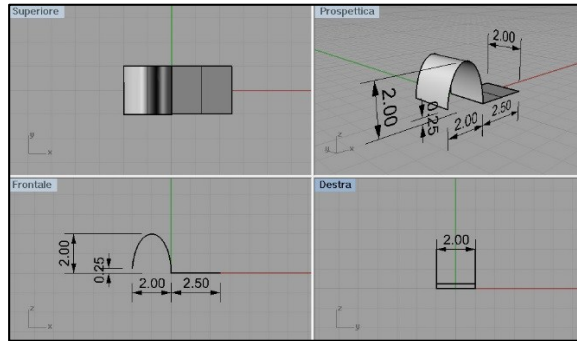 Superiore
y
x
Prospettica
2.00
2.00
0.25
2.00
2.50
z
y
x
Frontale
2.00
0.25
2.00
2.50
z
x
Destra
2.00
z
y